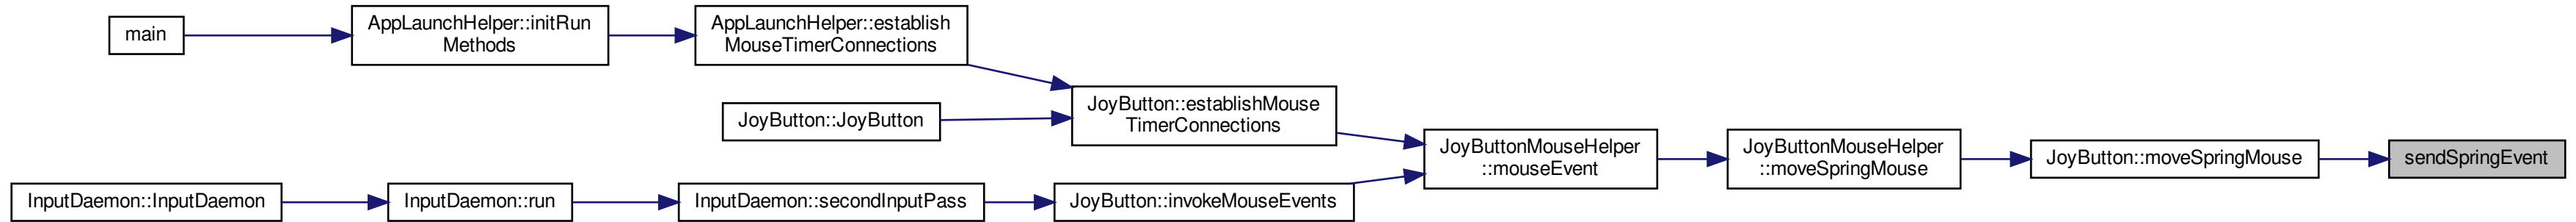 main
AppLaunchHelper::initRun
Methods
AppLaunchHelper::establish
MouseTimerConnections
JoyButton::JoyButton
JoyButton::establishMouse
TimerConnections
JoyButtonMouseHelper
::mouseEvent
JoyButtonMouseHelper
::moveSpringMouse
JoyButton::moveSpringMouse
sendSpringEvent
InputDaemon::InputDaemon
InputDaemon::run
InputDaemon::secondInputPass
JoyButton::invokeMouseEvents